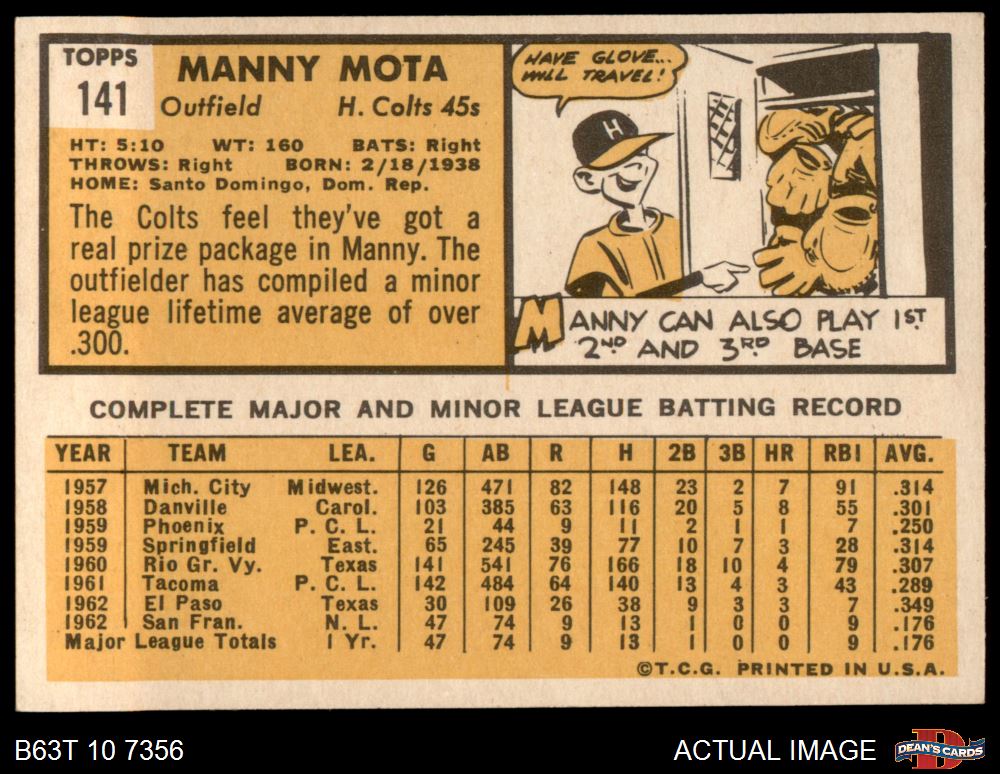 TOPPS
141
MANNY MOTA
Outfield H. Colts 45s
HT: 5:10 WT: 160 BATS: Right
THROWS: Right BORN: 2/18/1938
HOME: Santo Domingo, Dom. Rep.
The Colts feel they've got a
real prize package in Manny. The
outfielder has compiled a minor
league lifetime average of over
.300.
HAVE GLOVE...
WILL TRAVEL!
H
MANNY CAN ALSO PLAY 1ST
2ND AND 3RD BASE
COMPLETE MAJOR AND MINOR LEAGUE BATTING RECORD
YEAR TEAM LEA. G AB R H 2B 3B HR RBI AVG.
1957 Mich. City Midwest. 126 471 82 148 23 2 7 91 .314
1958 Danville Carol. 103 385 63 116 20 5 8 55 .301
1959 Phoenix P. C. L. 21 44 9 11 2 1 1 7 .250
1959 Springfield East. 65 245 39 77 10 7 3 28 .314
1960 Rio Gr. Vy. Texas 141 541 76 166 18 10 4 79 .307
1961 Tacoma P. C. L. 142 484 64 140 13 4 3 43 .289
1962 El Paso Texas 30 109 26 38 9 3 3 7 .349
1962 San Fran. N. L. 47 74 9 13 1 0 0 9 .176
Major League Totals 1 Yr. 47 74 9 13 1 0 0 9 .176
©T.C.G. PRINTED IN U.S.A.
B63T 10 7356 ACTUAL IMAGE
D
DEAN'S CARDS